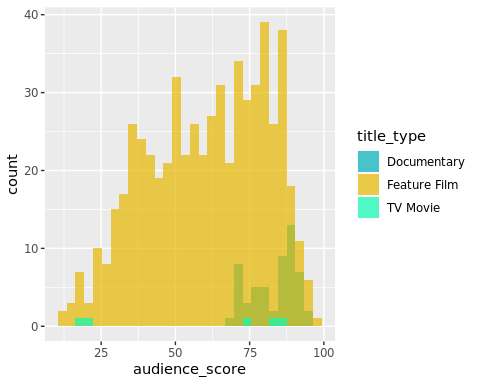 40
30
20
10
0
count
25
50
75
100
audience_score
title_type
Documentary
Feature Film
TV Movie